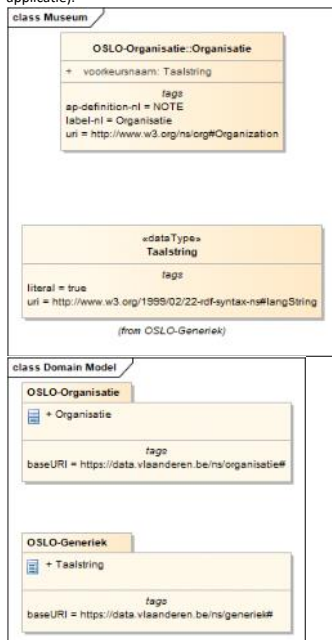 applicatie).
class Museum
OSLO-Organisatie::Organisatie
+ voorkeursnaam: Taalstring
tags
ap-definition-nl = NOTE
label-nl = Organisatie
uri = http://www.w3.org/ns/org#Organization
«dataType»
Taalstring
tags
literal = true
uri = http://www.w3.org/1999/02/22-rdf-syntax-ns#langString
(from OSLO-Generiek)
class Domain Model
OSLO-Organisatie
+ Organisatie
tags
baseURI = https://data.vlaanderen.be/ns/organisatie#
OSLO-Generiek
+ Taalstring
tags
baseURI = https://data.vlaanderen.be/ns/generiek#